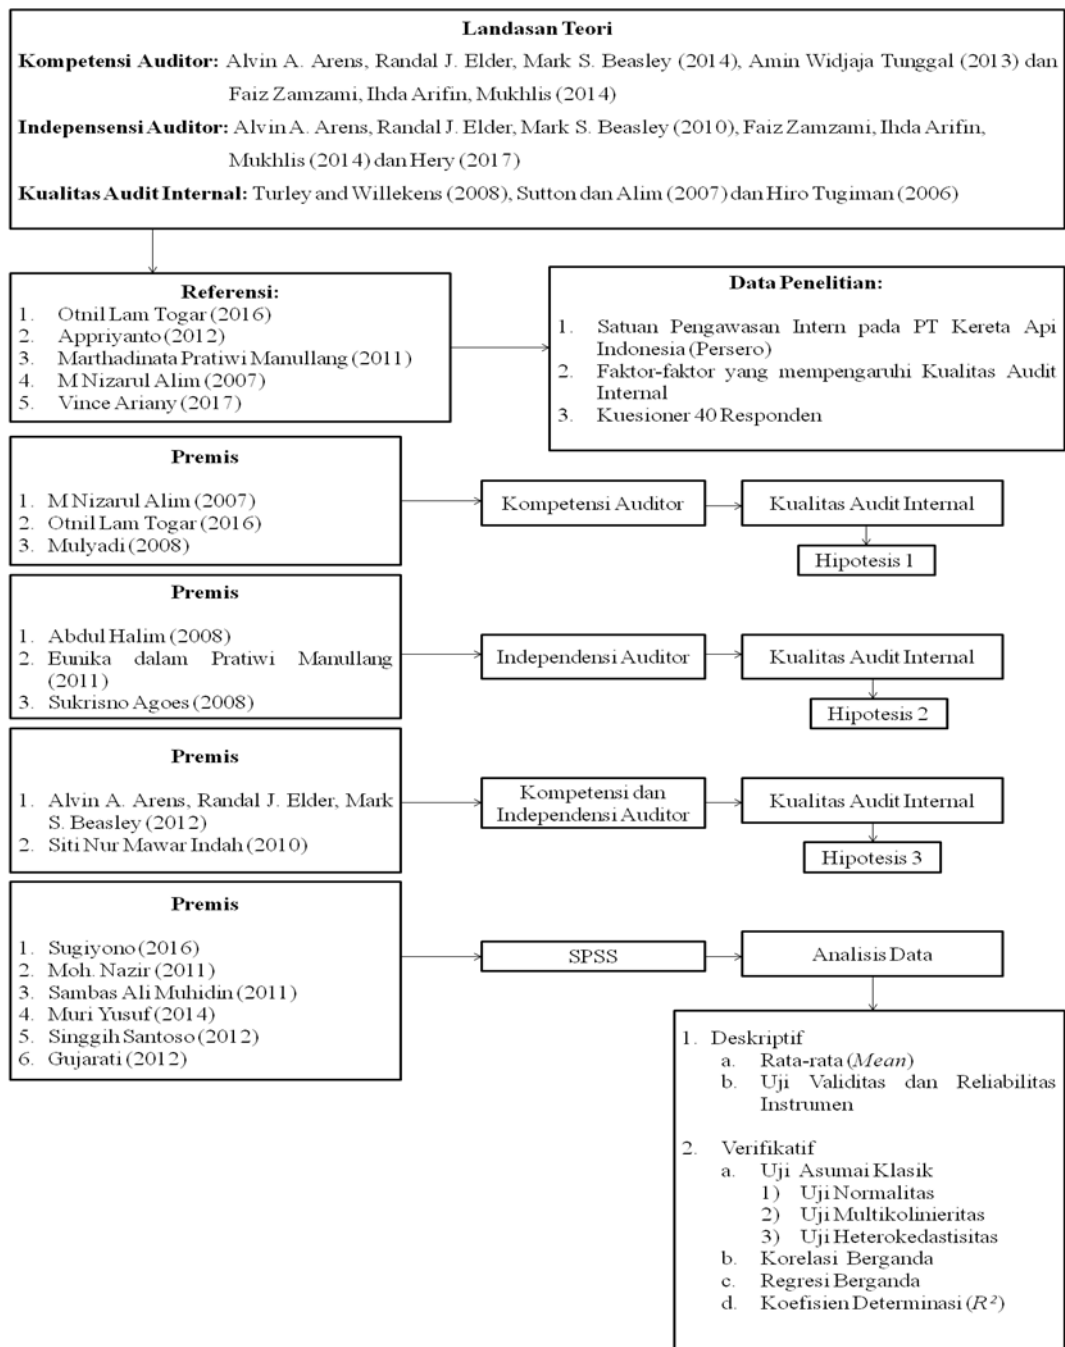 Landasan Teori
Kompetensi Auditor: Alvin A. Arens, Randal J. Elder, Mark S. Beasley (2014), Amin Widjaja Tunggal (2013) dan
Faiz Zamzami, Ihda Arifin, Mukhlis (2014)
Indepensensi Auditor: Alvin A. Arens, Randal J. Elder, Mark S. Beasley (2010), Faiz Zamzami, Ihda Arifin,
Mukhlis (2014) dan Hery (2017)
Kualitas Audit Internal: Turley and Willekens (2008), Sutton dan Alim (2007) dan Hiro Tugiman (2006)
Referensi:
1. Otnil Lam Togar (2016)
2. Appriyanto (2012)
3. Marthadinata Pratiwi Manullang (2011)
4. M Nizarul Alim (2007)
5. Vince Ariany (2017)
Data Penelitian:
1. Satuan Pengawasan Intern pada PT Kereta Api
Indonesia (Persero)
2. Faktor-faktor yang mempengaruhi Kualitas Audit
Internal
3. Kuesioner 40 Responden
Premis
1. M Nizarul Alim (2007)
2. Otnil Lam Togar (2016)
3. Mulyadi (2008)
Kompetensi Auditor
Kualitas Audit Internal
Hipotesis 1
Premis
1. Abdul Halim (2008)
2. Eunika dalam Pratiwi Manullang
(2011)
3. Sukrisno Agoes (2008)
Independensi Auditor
Kualitas Audit Internal
Hipotesis 2
Premis
1. Alvin A. Arens, Randal J. Elder, Mark
S. Beasley (2012)
2. Siti Nur Mawar Indah (2010)
Kompetensi dan
Independensi Auditor
Kualitas Audit Internal
Hipotesis 3
Premis
1. Sugiyono (2016)
2. Moh. Nazir (2011)
3. Sambas Ali Muhidin (2011)
4. Muri Yusuf (2014)
5. Singgih Santoso (2012)
6. Gujarati (2012)
SPSS
Analisis Data
1. Deskriptif
a. Rata-rata (Mean)
b. Uji Validitas dan Reliabilitas
Instrumen
2. Verifikatif
a. Uji Asumai Klasik
1) Uji Normalitas
2) Uji Multikolinieritas
3) Uji Heterokedastisitas
b. Korelasi Berganda
c. Regresi Berganda
d. Koefisien Determinasi (R²)